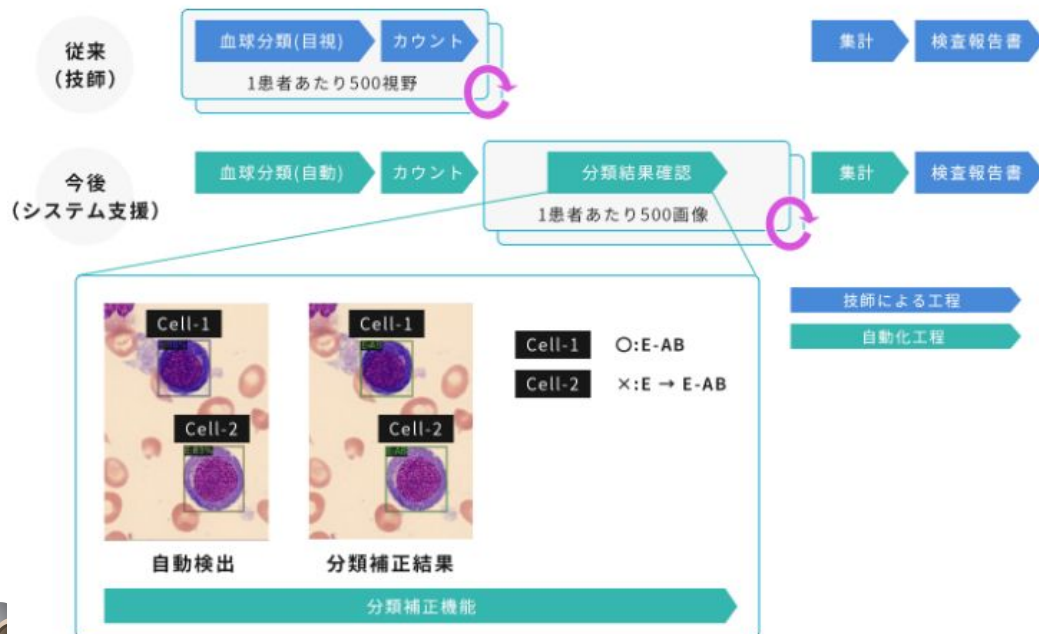 従来
（技師）
血球分類(目視)
カウント
1患者あたり500視野
集計
検査報告書
今後
（システム支援）
血球分類(自動)
カウント
分類結果確認
1患者あたり500画像
集計
検査報告書
技師による工程
自動化工程
Cell-1
Cell-2
自動検出
Cell-1
Cell-2
分類補正結果
Cell-1 ○:E-AB
Cell-2 ×:E → E-AB
分類補正機能